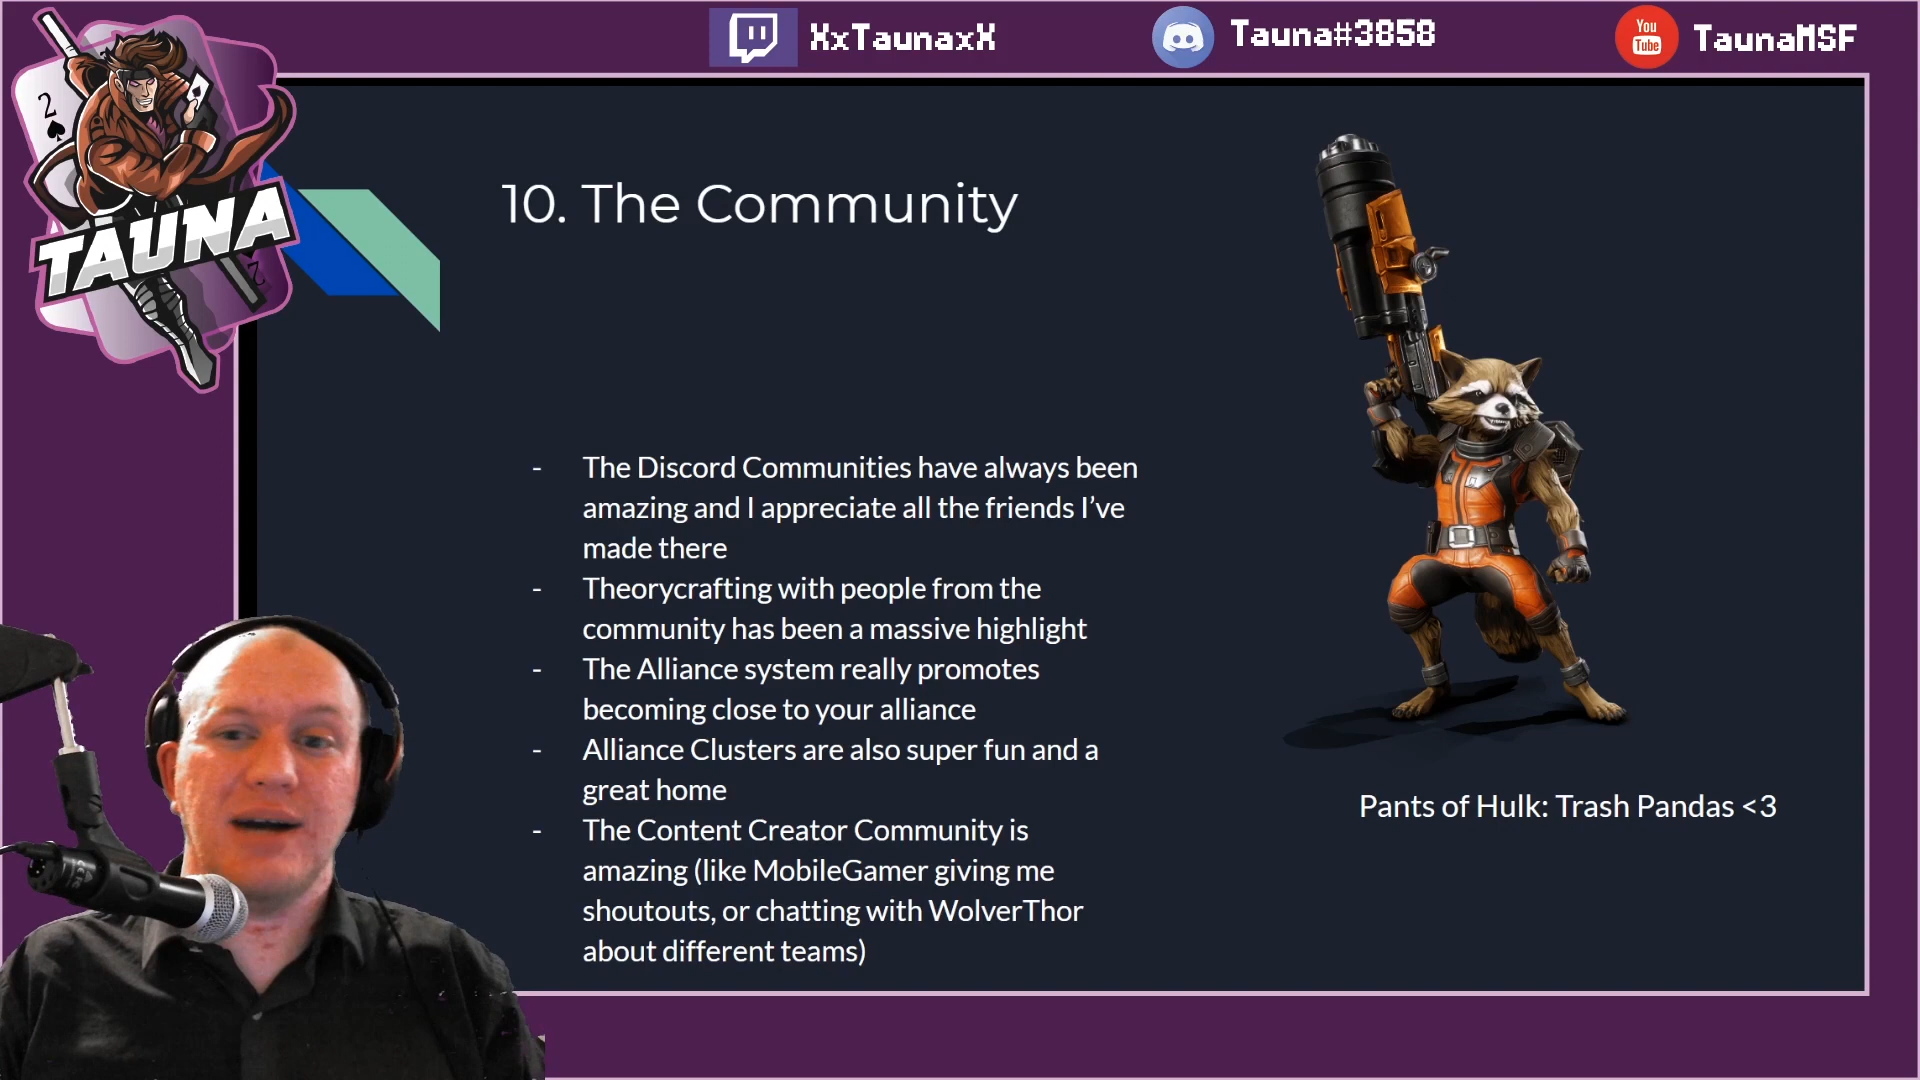 XxTaunaxX
Tauna#3858
You
Tube
TaunaMSF
2
TAUNA
2
10. The Community
- The Discord Communities have always been
amazing and I appreciate all the friends I’ve
made there
- Theorycrafting with people from the
community has been a massive highlight
- The Alliance system really promotes
becoming close to your alliance
- Alliance Clusters are also super fun and a
great home
- The Content Creator Community is
amazing (like MobileGamer giving me
shoutouts, or chatting with WolverThor
about different teams)
Pants of Hulk: Trash Pandas <3